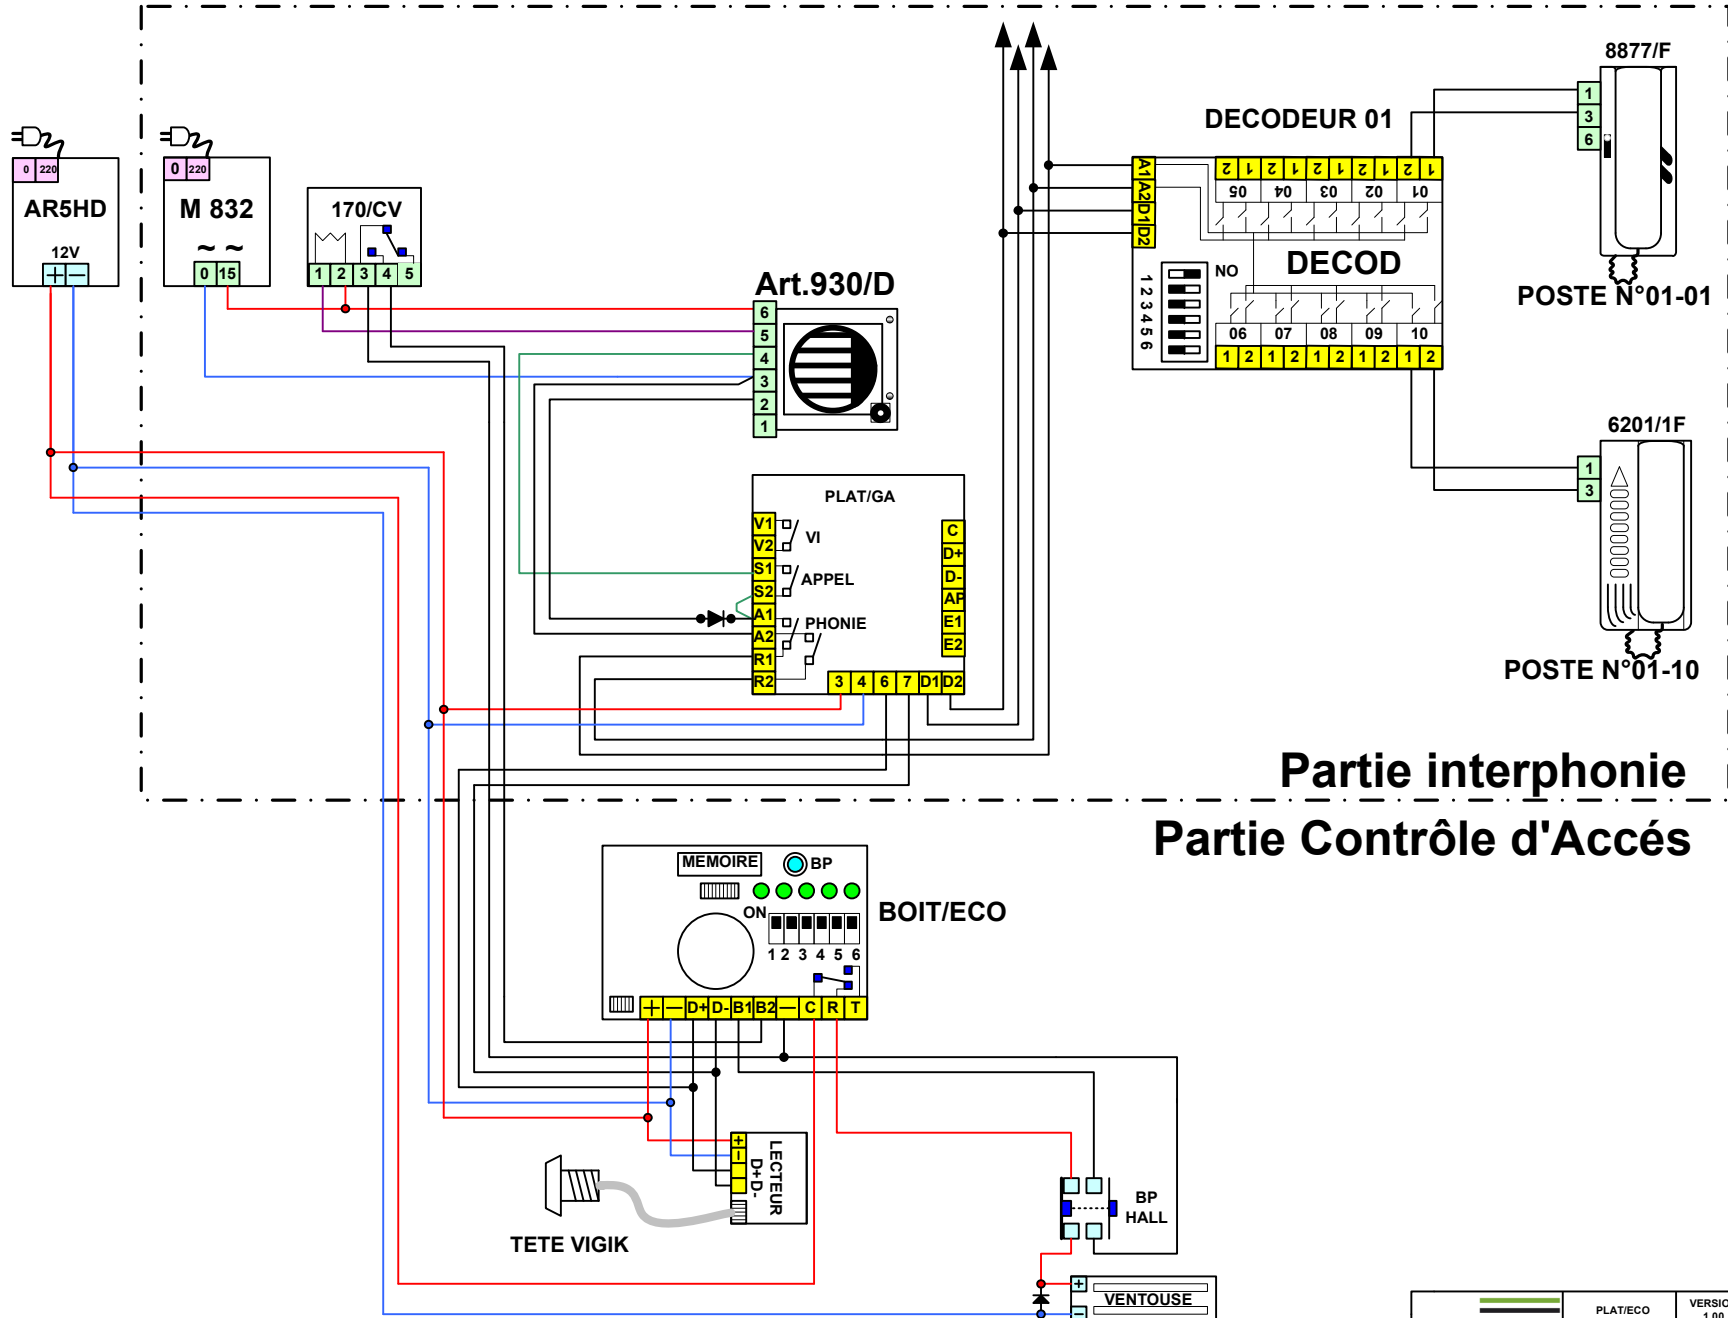 8877/F
1
3
6
POSTE N°01-01
DECODEUR 01
A1 A2 D1 D2
2 1 2 1 2 1 2 1 2 1
05 04 03 02 01
NO
DECOD
1 2 3 4 5 6
06 07 08 09 10
1 2 1 2 1 2 1 2 1 2
0 220
AR5HD
12V
+ −
0 220
M 832
~ ~
0 15
170/CV
1 2 3 4 5
Art.930/D
6
5
4
3
2
1
6201/1F
1
3
POSTE N°01-10
PLAT/GA
V1
V2
VI
S1
S2
APPEL
A1
A2
PHONIE
R1
R2
C
D+
D-
AP
E1
E2
3 4 6 7 D1 D2
Partie interphonie
Partie Contrôle d'Accés
MEMOIRE
BP
ON
BOIT/ECO
1 2 3 4 5 6
+ − D+ D- B1 B2 − C R T
+
−
D+D-
LECTEUR
TETE VIGIK
BP
HALL
+
VENTOUSE
−
PLAT/ECO
1.00